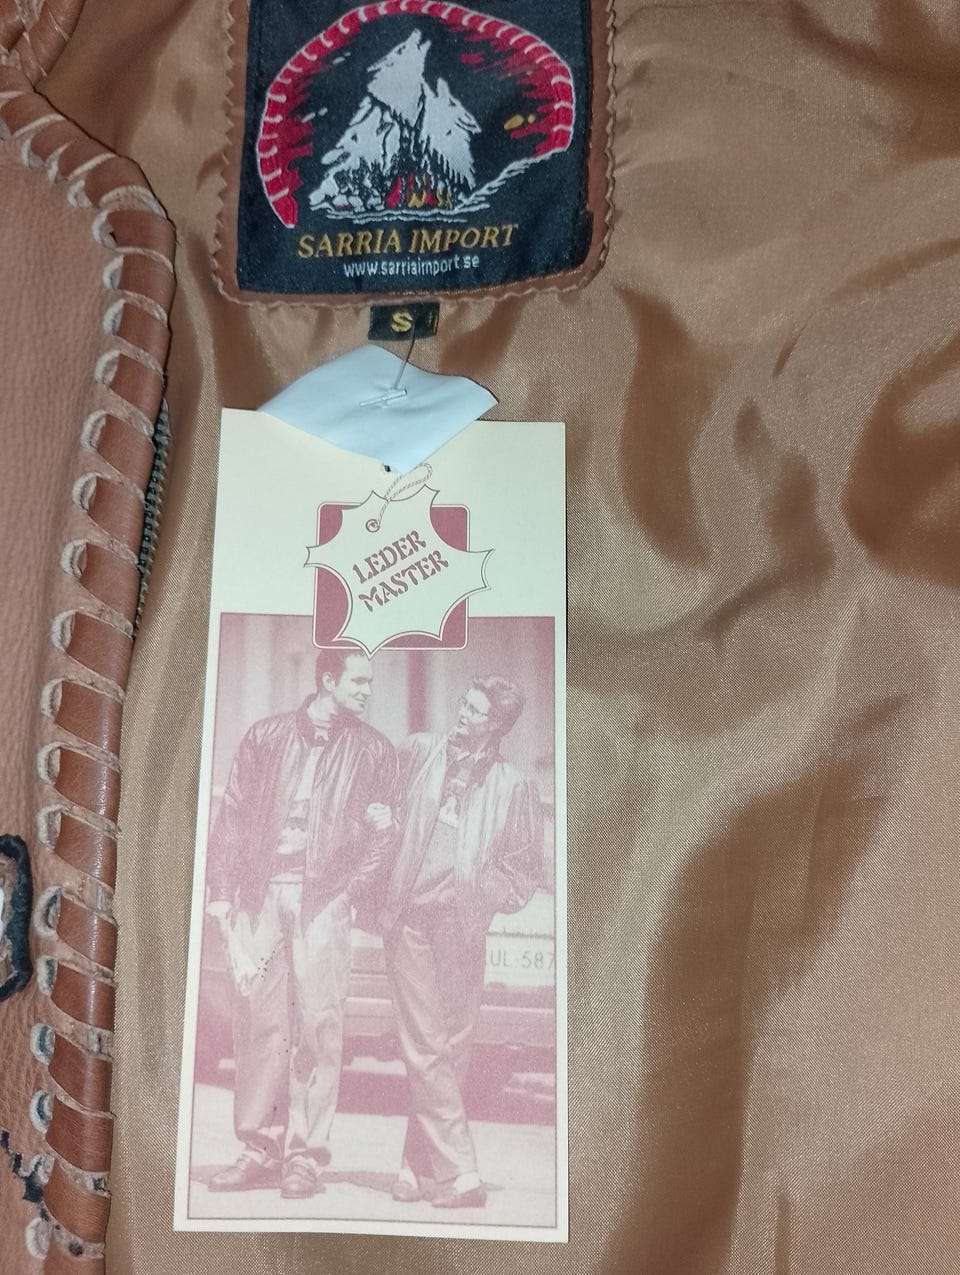 SARRIA IMPORT
www.sarriaimport.se
S
LEDER
MASTER
UL-587